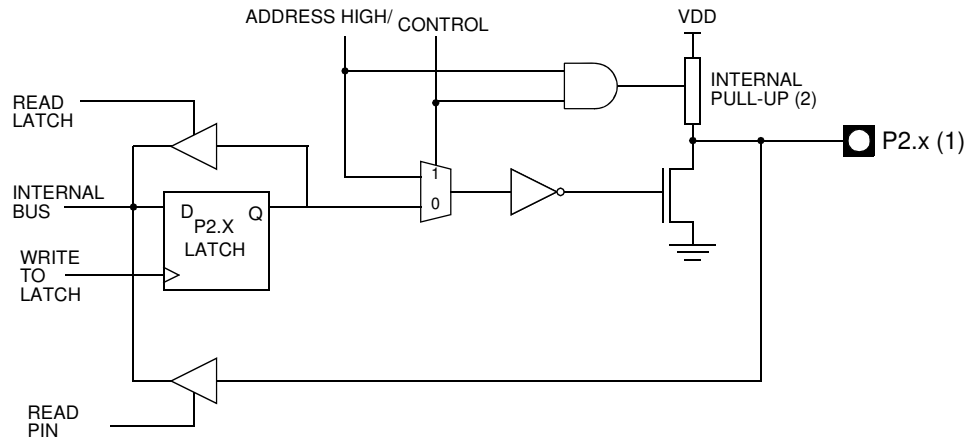 ADDRESS HIGH/ CONTROL
VDD
READ
LATCH
INTERNAL
PULL-UP (2)
P2.x (1)
INTERNAL
BUS
D Q
P2.X
LATCH
1
0
WRITE
TO
LATCH
READ
PIN